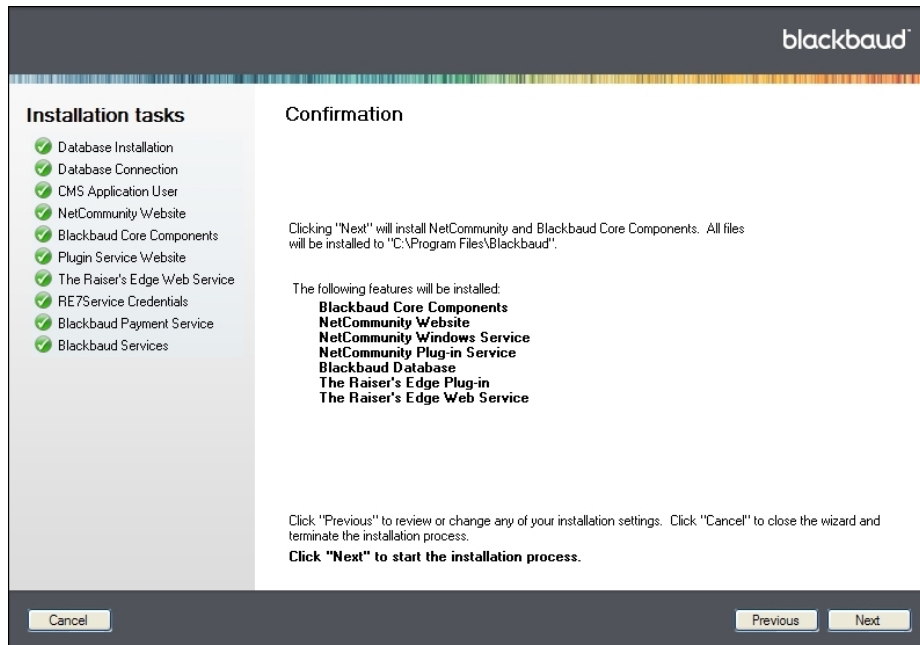 blackbaud
Installation tasks
Database Installation
Database Connection
CMS Application User
NetCommunity Website
Blackbaud Core Components
Plugin Service Website
The Raiser's Edge Web Service
RE7Service Credentials
Blackbaud Payment Service
Blackbaud Services
Confirmation
Clicking "Next" will install NetCommunity and Blackbaud Core Components. All files
will be installed to "C:\Program Files\Blackbaud".
The following features will be installed:
Blackbaud Core Components
NetCommunity Website
NetCommunity Windows Service
NetCommunity Plug-in Service
Blackbaud Database
The Raiser's Edge Plug-in
The Raiser's Edge Web Service
Click "Previous" to review or change any of your installation settings. Click "Cancel" to close the wizard and
terminate the installation process.
Click "Next" to start the installation process.
Cancel
Previous
Next